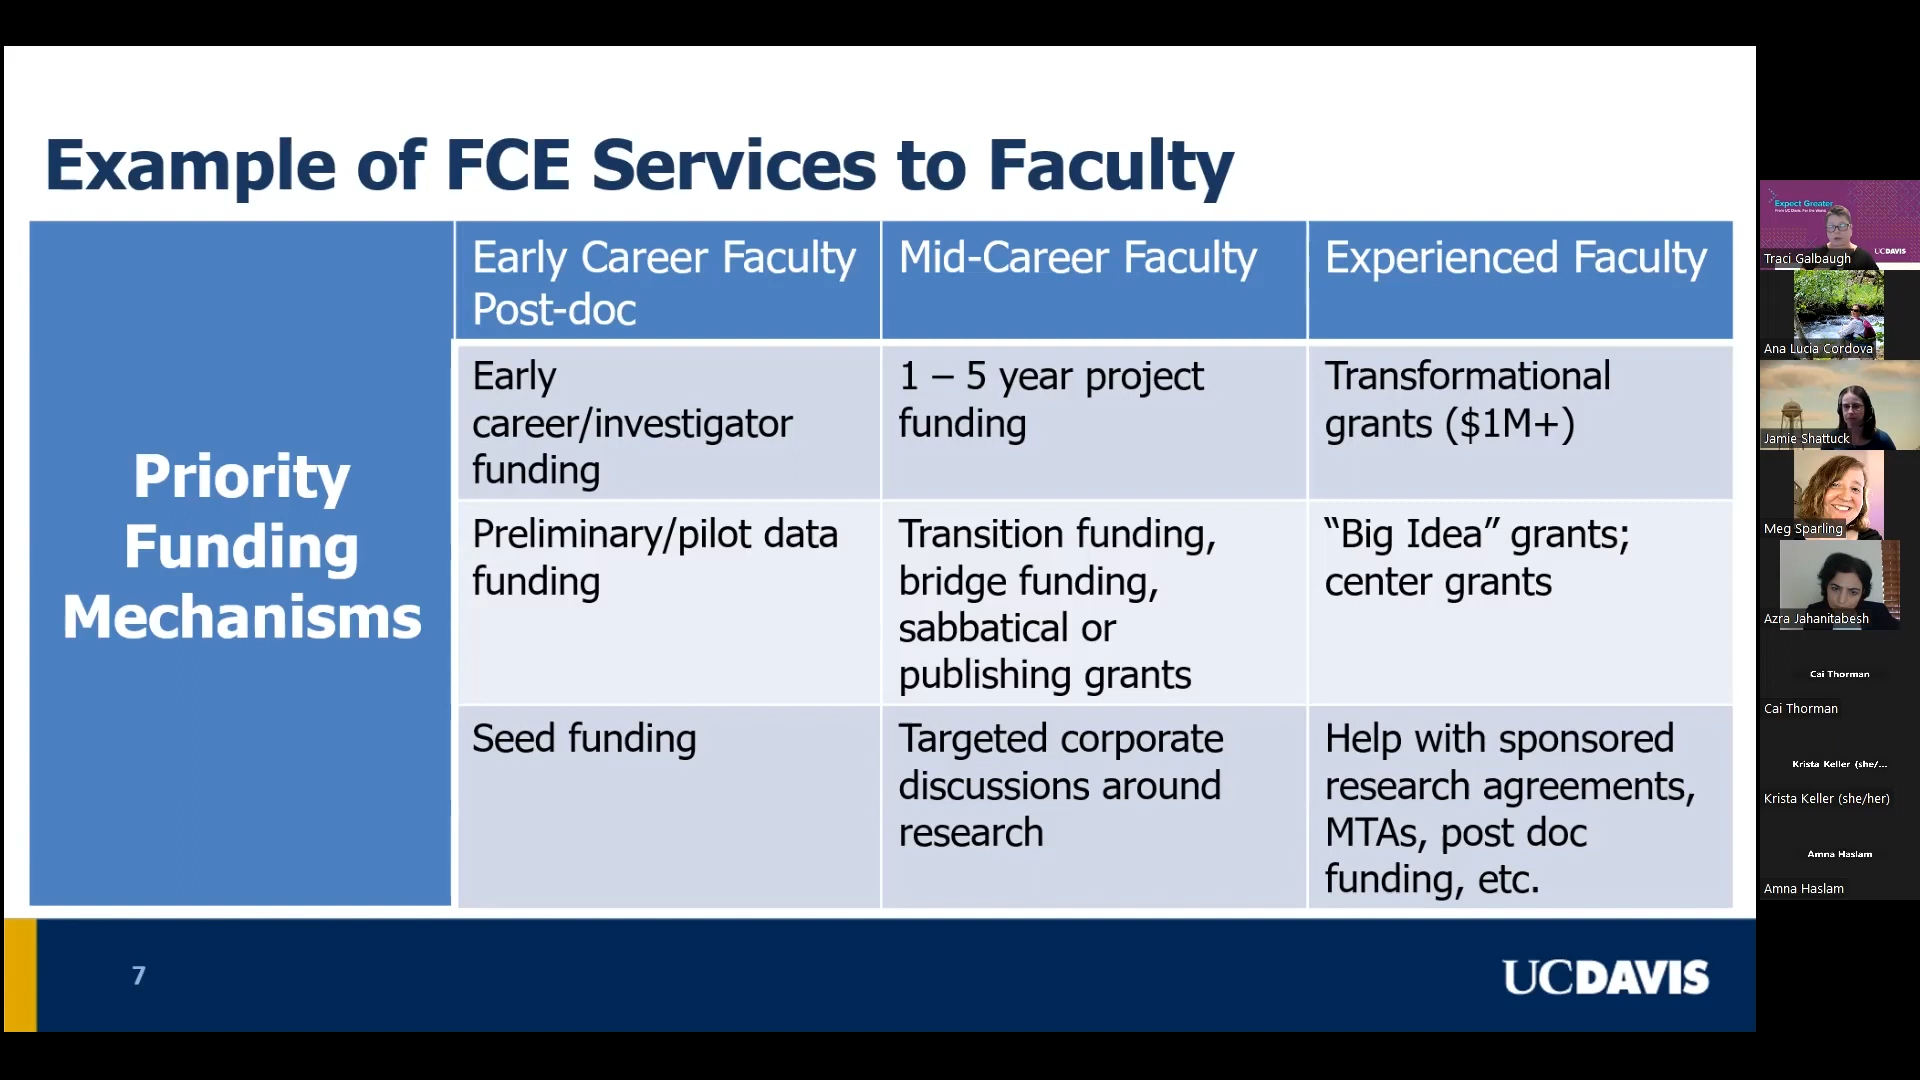 Example of FCE Services to Faculty
Priority
Funding
Mechanisms
Early Career Faculty
Post-doc
Mid-Career Faculty
Experienced Faculty
Early
career/investigator
funding
1 – 5 year project
funding
Transformational
grants ($1M+)
Preliminary/pilot data
funding
Transition funding,
bridge funding,
sabbatical or
publishing grants
“Big Idea” grants;
center grants
Seed funding
Targeted corporate
discussions around
research
Help with sponsored
research agreements,
MTAs, post doc
funding, etc.
7
UCDAVIS
Expect Greater
From UC Davis. For the World.
UCDAVIS
Traci Galbaugh
Ana Lucia Cordova
Jamie Shattuck
Meg Sparling
Azra Jahanitabesh
Cai Thorman
Cai Thorman
Krista Keller (she/...
Krista Keller (she/her)
Amna Haslam
Amna Haslam